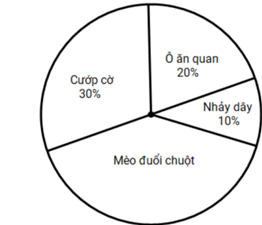 Ô ăn quan
20%
Cướp cờ
30%
Nhảy dây
10%
Mèo đuổi chuột